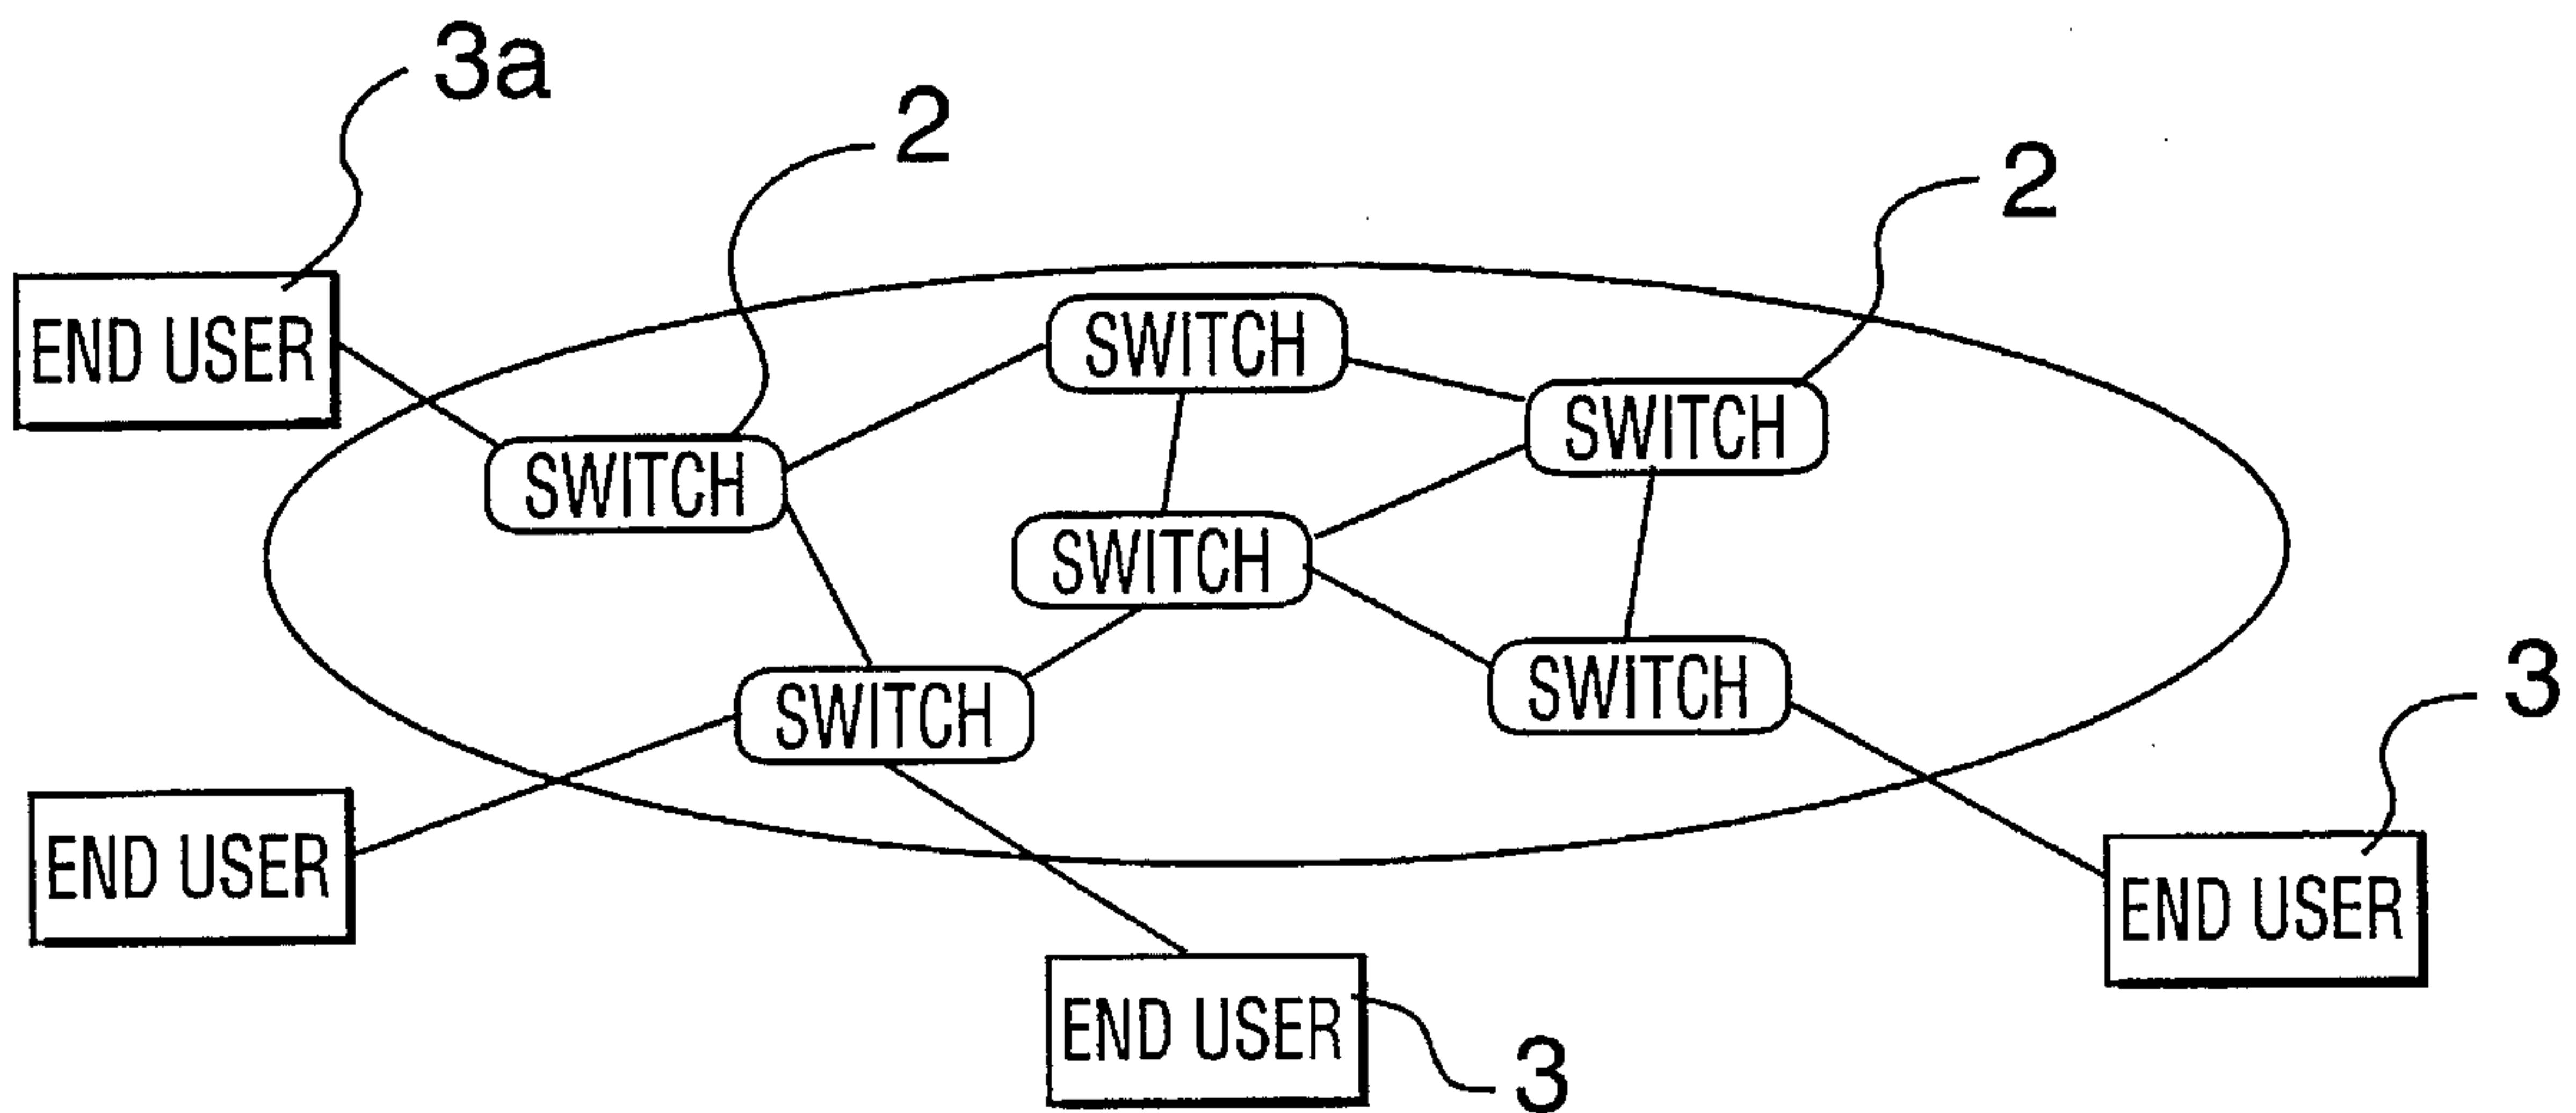 3a
2
2
END USER
SWITCH
SWITCH
SWITCH
SWITCH
SWITCH
SWITCH
3
END USER
END USER
END USER
3